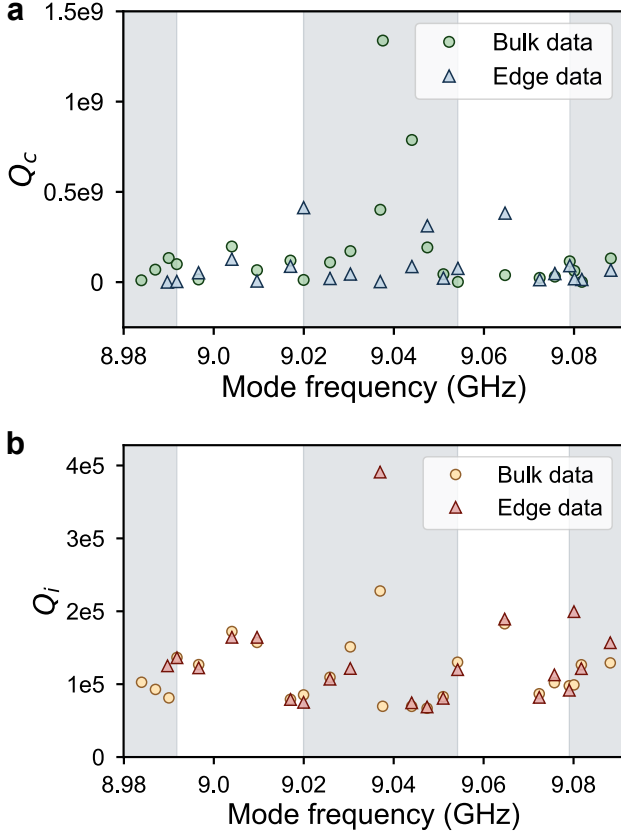 a
1.5e9
1e9
0.5e9
0
Q_c
Bulk data
Edge data
8.98 9.0 9.02 9.04 9.06 9.08
Mode frequency (GHz)
b
4e5
3e5
2e5
1e5
0
Q_i
Bulk data
Edge data
8.98 9.0 9.02 9.04 9.06 9.08
Mode frequency (GHz)